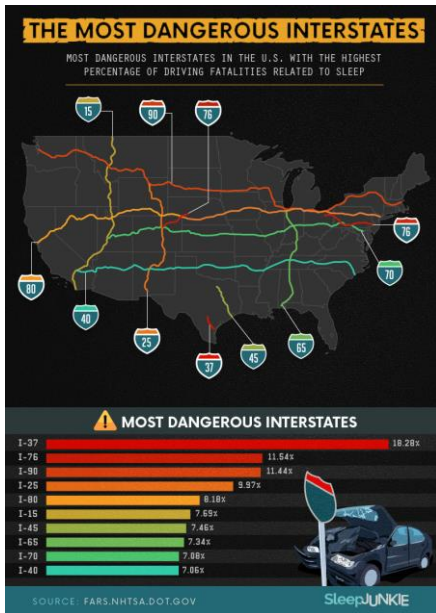 THE MOST DANGEROUS INTERSTATES
MOST DANGEROUS INTERSTATES IN THE U.S. WITH THE HIGHEST
PERCENTAGE OF DRIVING FATALITIES RELATED TO SLEEP
15
90
76
76
70
80
40
25
37
45
65
MOST DANGEROUS INTERSTATES
I-37 18.28%
I-76 11.54%
I-90 11.44%
I-25 9.97%
I-80 8.18%
I-15 7.69%
I-45 7.46%
I-65 7.34%
I-70 7.08%
I-40 7.06%
SOURCE: FARS.NHTSA.DOT.GOV
SleepJUNKIE